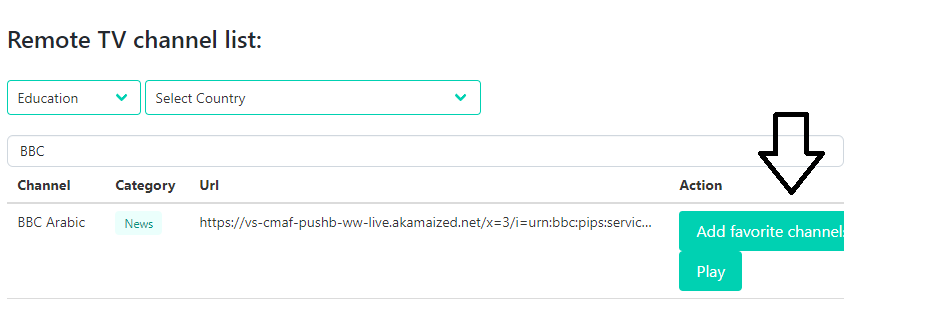 Remote TV channel list:
Education Select Country
BBC
Channel Category Url Action
BBC Arabic News https://vs-cmaf-pushb-ww-live.akamaized.net/x=3/i=urn:bbc:pips:servic... Add favorite channels
Play